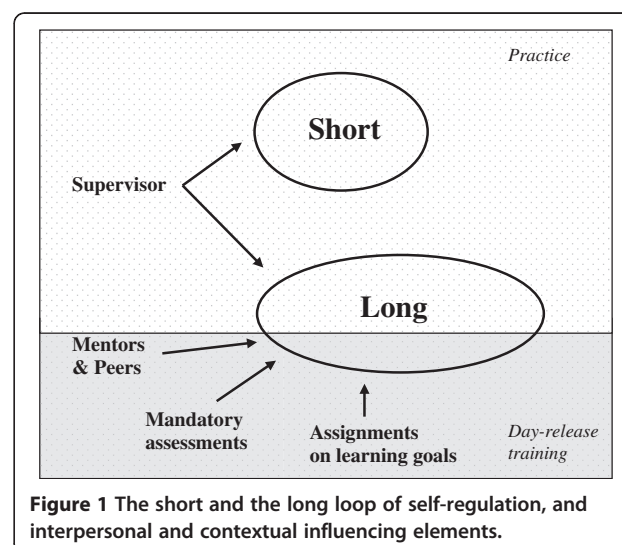 Practice
Short
Supervisor
Long
Mentors
& Peers
Mandatory
assessments
Assignments
on learning goals
Day-release
training
Figure 1 The short and the long loop of self-regulation, and
interpersonal and contextual influencing elements.